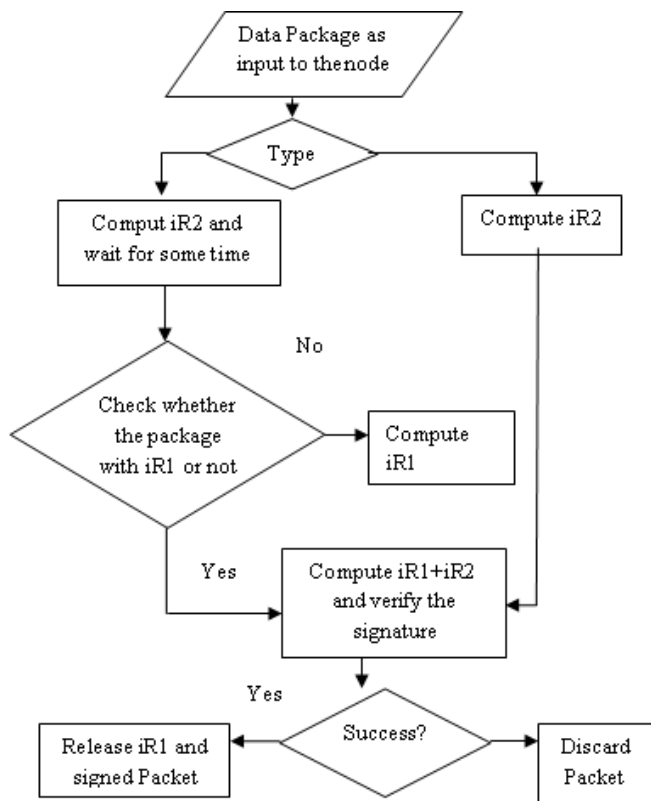 Data Package as
input to thenode
Type
Comput iR2 and
wait for some time
Compute iR2
No
Check whether
the package
with iR1 or not
Compute
iR1
Yes
Compute iR1+iR2
and verify the
signature
Yes
Success?
Release iR1 and
signed Packet
Discard
Packet